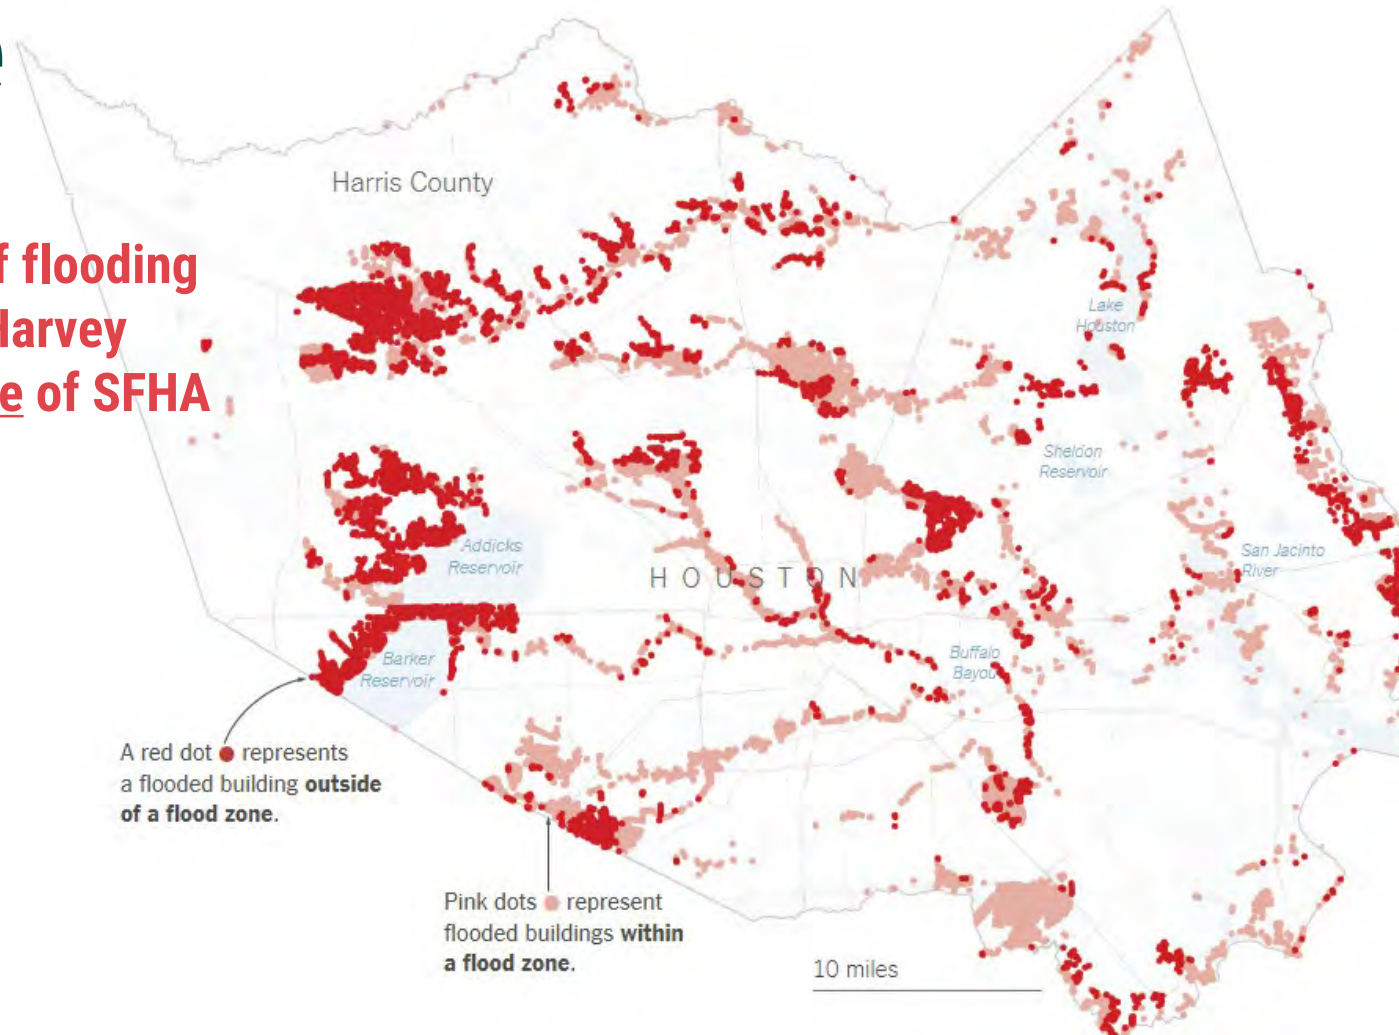 e
Harris County
f flooding
Harvey
e of SFHA
Lake
Houston
Sheldon
Reservoir
Addicks
Reservoir
HOUSTON
San Jacinto
River
Barker
Reservoir
Buffalo
Bayou
A red dot represents
a flooded building outside
of a flood zone.
Pink dots represent
flooded buildings within
a flood zone.
10 miles